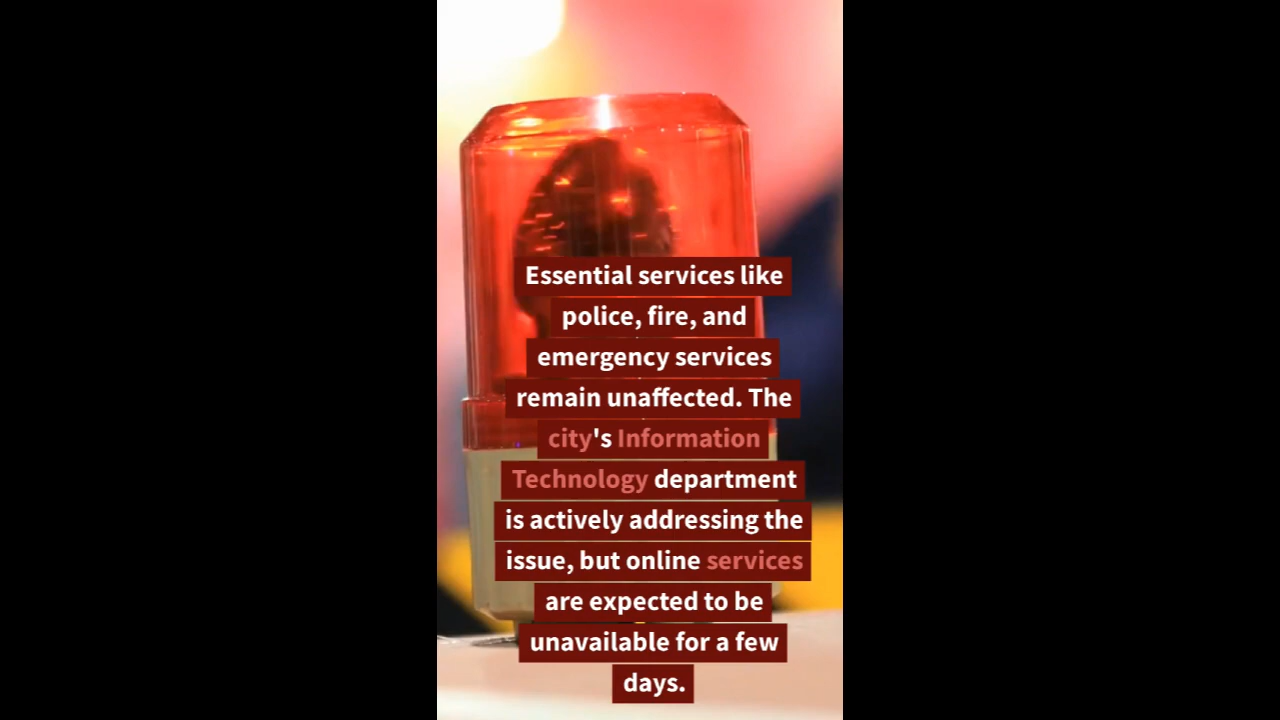 Essential services like
police, fire, and
emergency services
remain unaffected. The
city's Information
Technology department
is actively addressing the
issue, but online services
are expected to be
unavailable for a few
days.